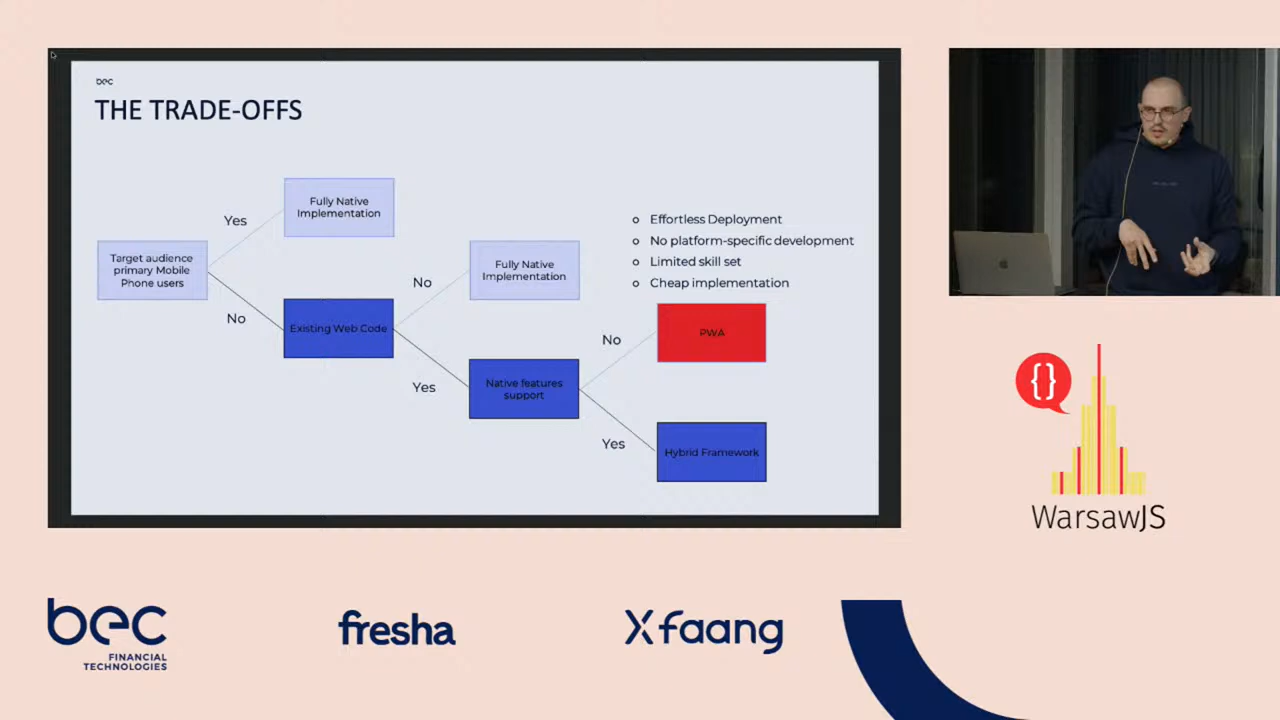 bec
THE TRADE-OFFS
Target audience
primary Mobile
Phone users
Yes
No
Fully Native
Implementation
Existing Web Code
No
Yes
Fully Native
Implementation
Native features
support
No
Yes
Effortless Deployment
No platform-specific development
Limited skill set
Cheap implementation
PWA
Hybrid Framework
{}
WarsawJS
bec
FINANCIAL
TECHNOLOGIES
fresha
Xfaang